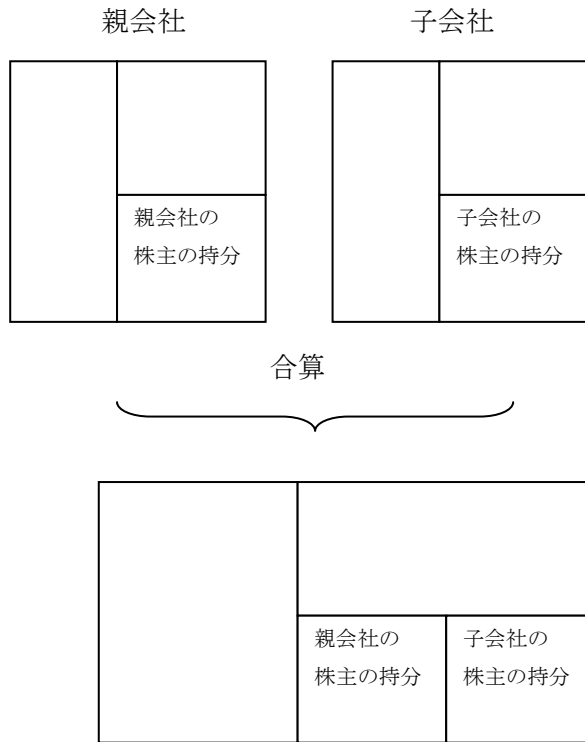 親会社
子会社
親会社の
株主の持分
子会社の
株主の持分
合算
親会社の
株主の持分
子会社の
株主の持分